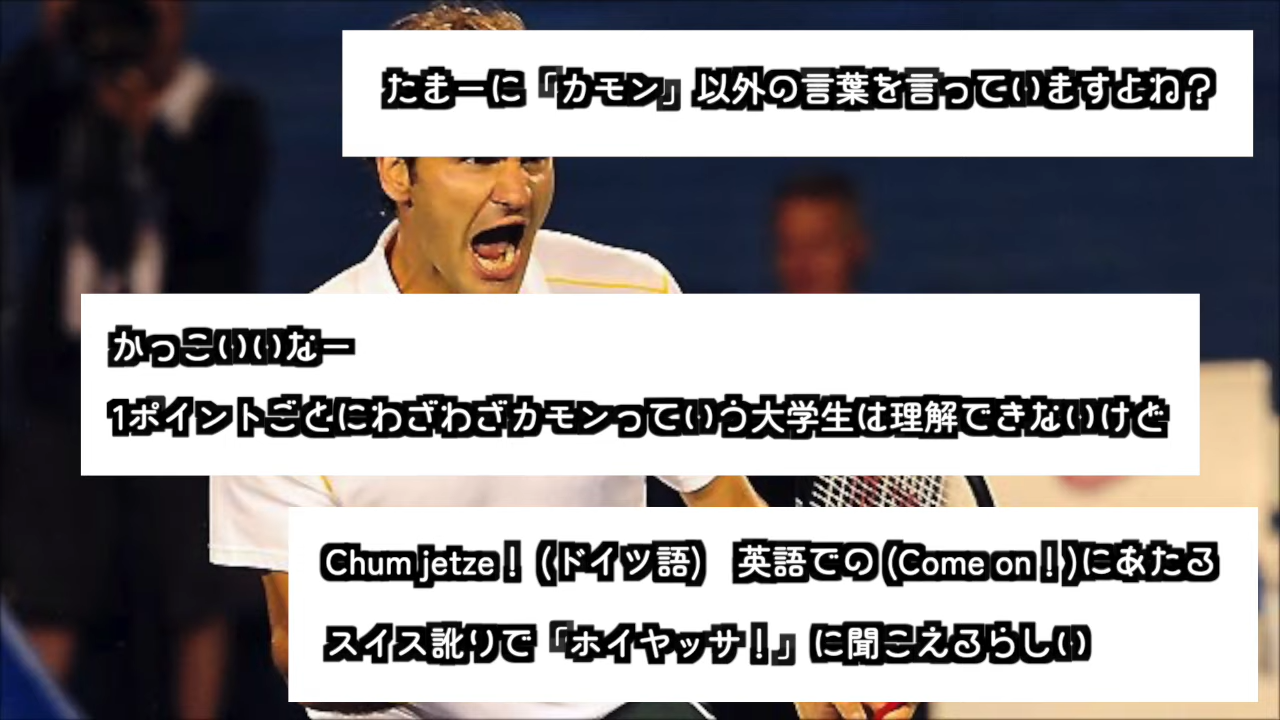 たまーに『カモン』以外の言葉を言っていますよね？
かっこいいなー
1ポイントごとにわざわざカモンっていう大学生は理解できないけど
Chum jetze！（ドイツ語） 英語での（Come on！）にあたる
スイス訛りで『ホイヤッサ！』に聞こえるらしい